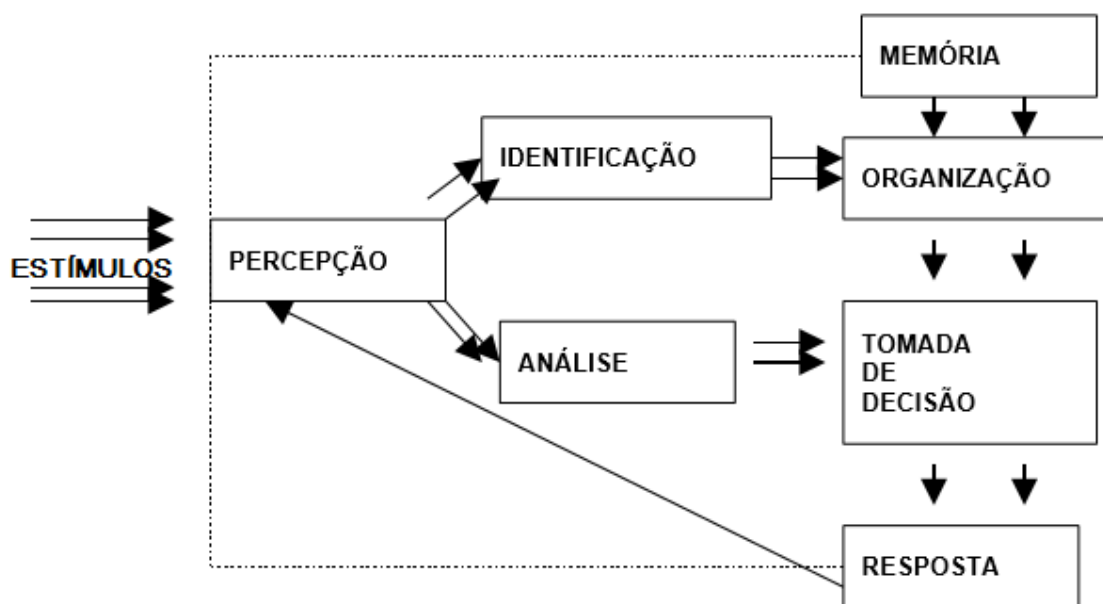 MEMÓRIA
IDENTIFICAÇÃO
ORGANIZAÇÃO
ESTÍMULOS
PERCEPÇÃO
ANÁLISE
TOMADA
DE
DECISÃO
RESPOSTA